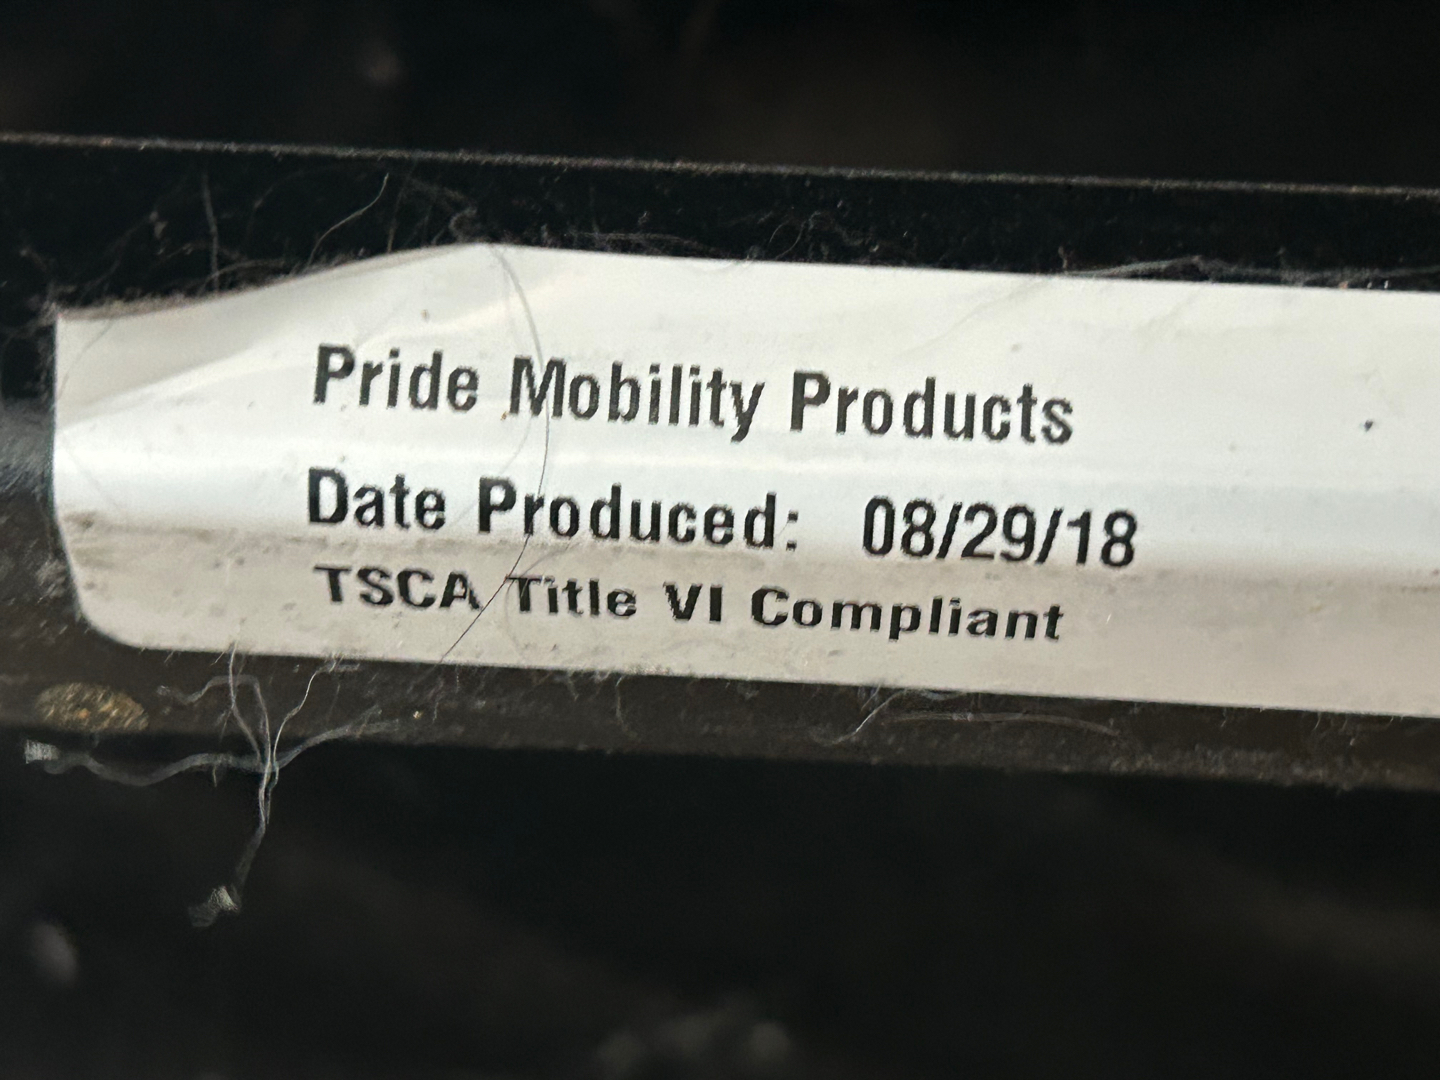 Pride Mobility Products
Date Produced: 08/29/18
TSCA Title VI Compliant